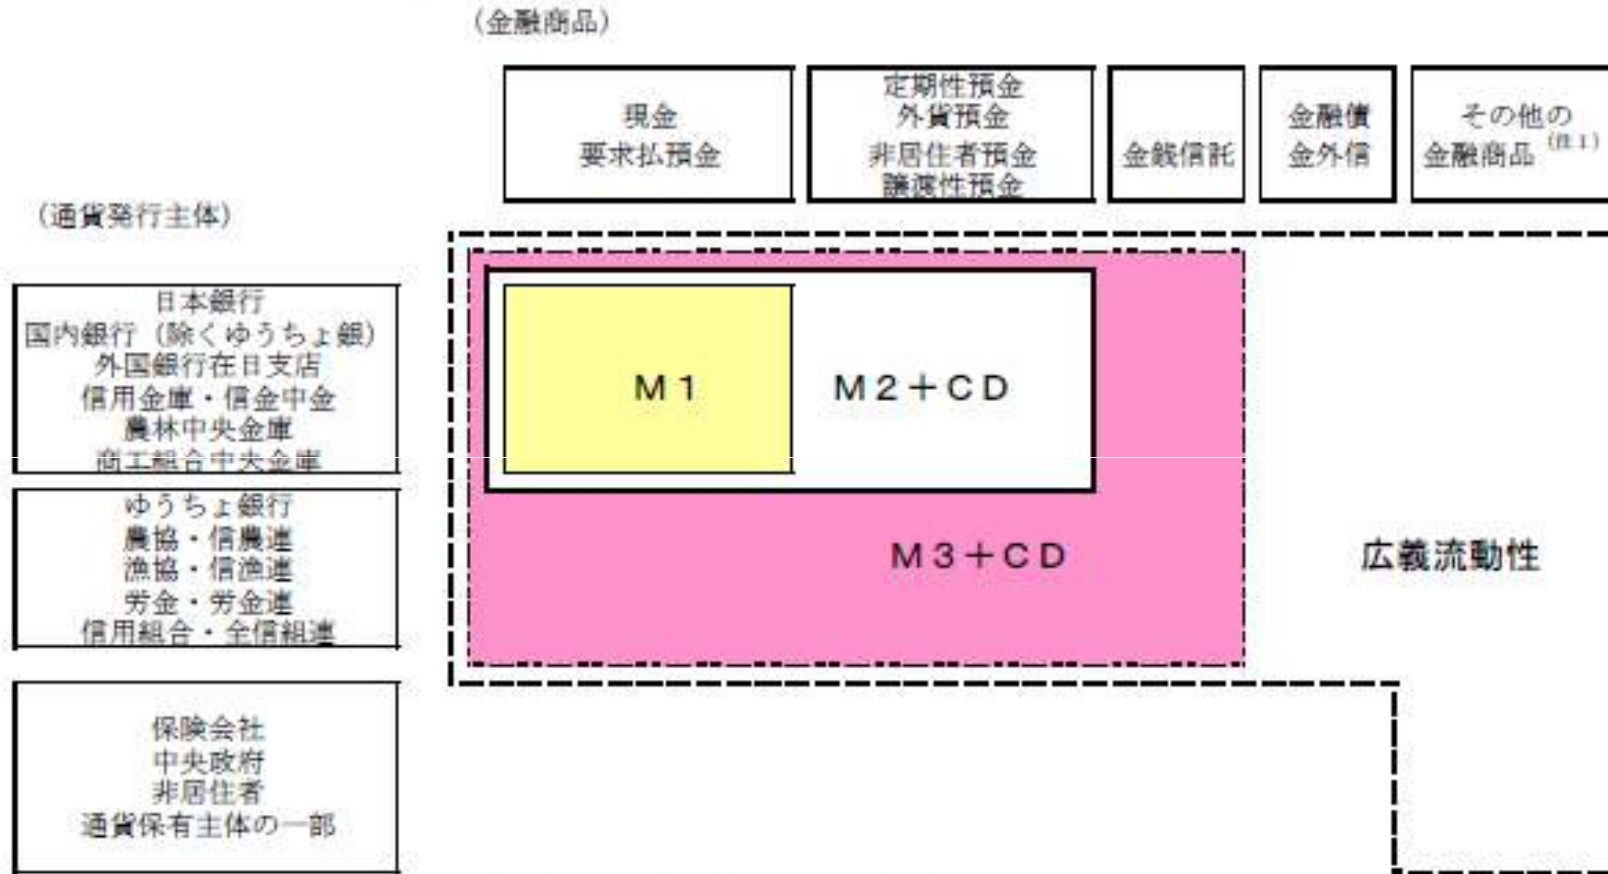 （金融商品）
現金
要求払預金
定期性預金
外貨預金
非居住者預金
譲渡性預金
金銭信託
金融債
金外信
その他の
金融商品（注1）
（通貨発行主体）
日本銀行
国内銀行（除くゆうちょ銀）
外国銀行在日支店
信用金庫・信金中金
農林中央金庫
商工組合中央金庫
M1
M2＋CD
ゆうちょ銀行
農協・信農連
漁協・信漁連
労金・労金連
信用組合・全信組連
M3＋CD
広義流動性
保険会社
中央政府
非居住者
通貨保有主体の一部